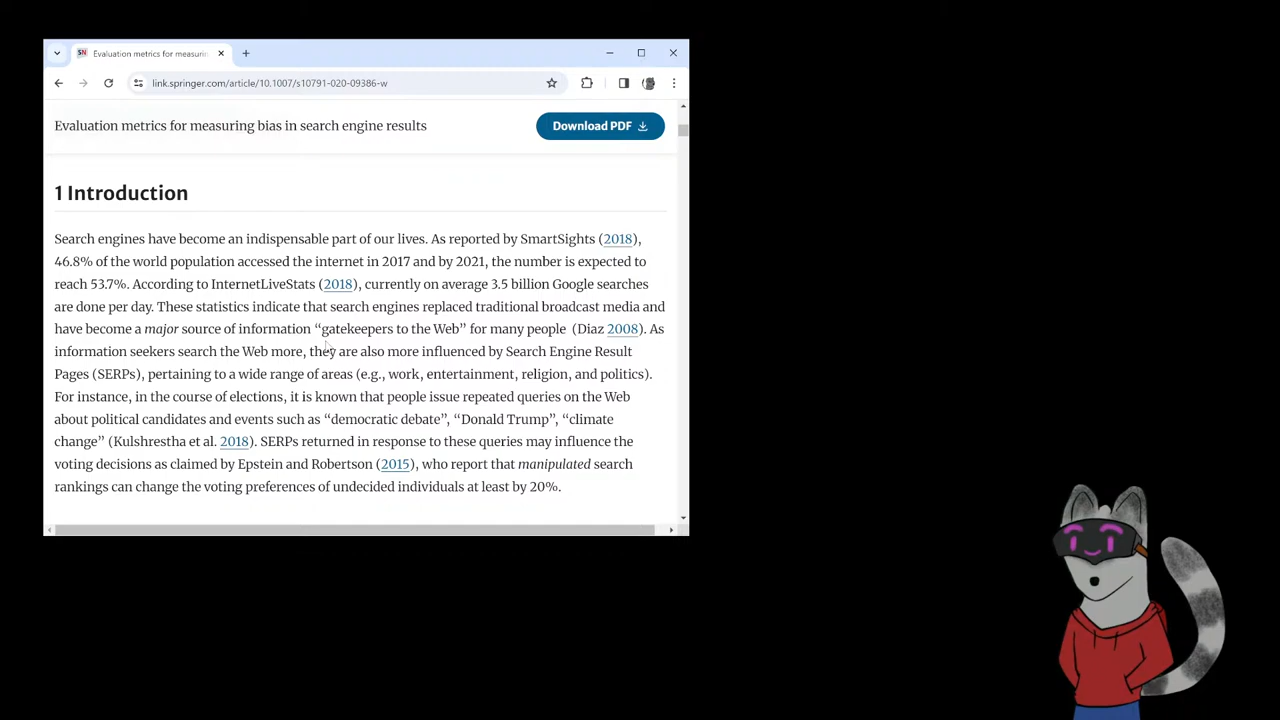 SN Evaluation metrics for measurin
link.springer.com/article/10.1007/s10791-020-09386-w
Evaluation metrics for measuring bias in search engine results
Download PDF
1 Introduction
Search engines have become an indispensable part of our lives. As reported by SmartSights (2018),
46.8% of the world population accessed the internet in 2017 and by 2021, the number is expected to
reach 53.7%. According to InternetLiveStats (2018), currently on average 3.5 billion Google searches
are done per day. These statistics indicate that search engines replaced traditional broadcast media and
have become a major source of information “gatekeepers to the Web” for many people (Diaz 2008). As
information seekers search the Web more, they are also more influenced by Search Engine Result
Pages (SERPs), pertaining to a wide range of areas (e.g., work, entertainment, religion, and politics).
For instance, in the course of elections, it is known that people issue repeated queries on the Web
about political candidates and events such as “democratic debate”, “Donald Trump”, “climate
change” (Kulshrestha et al. 2018). SERPs returned in response to these queries may influence the
voting decisions as claimed by Epstein and Robertson (2015), who report that manipulated search
rankings can change the voting preferences of undecided individuals at least by 20%.